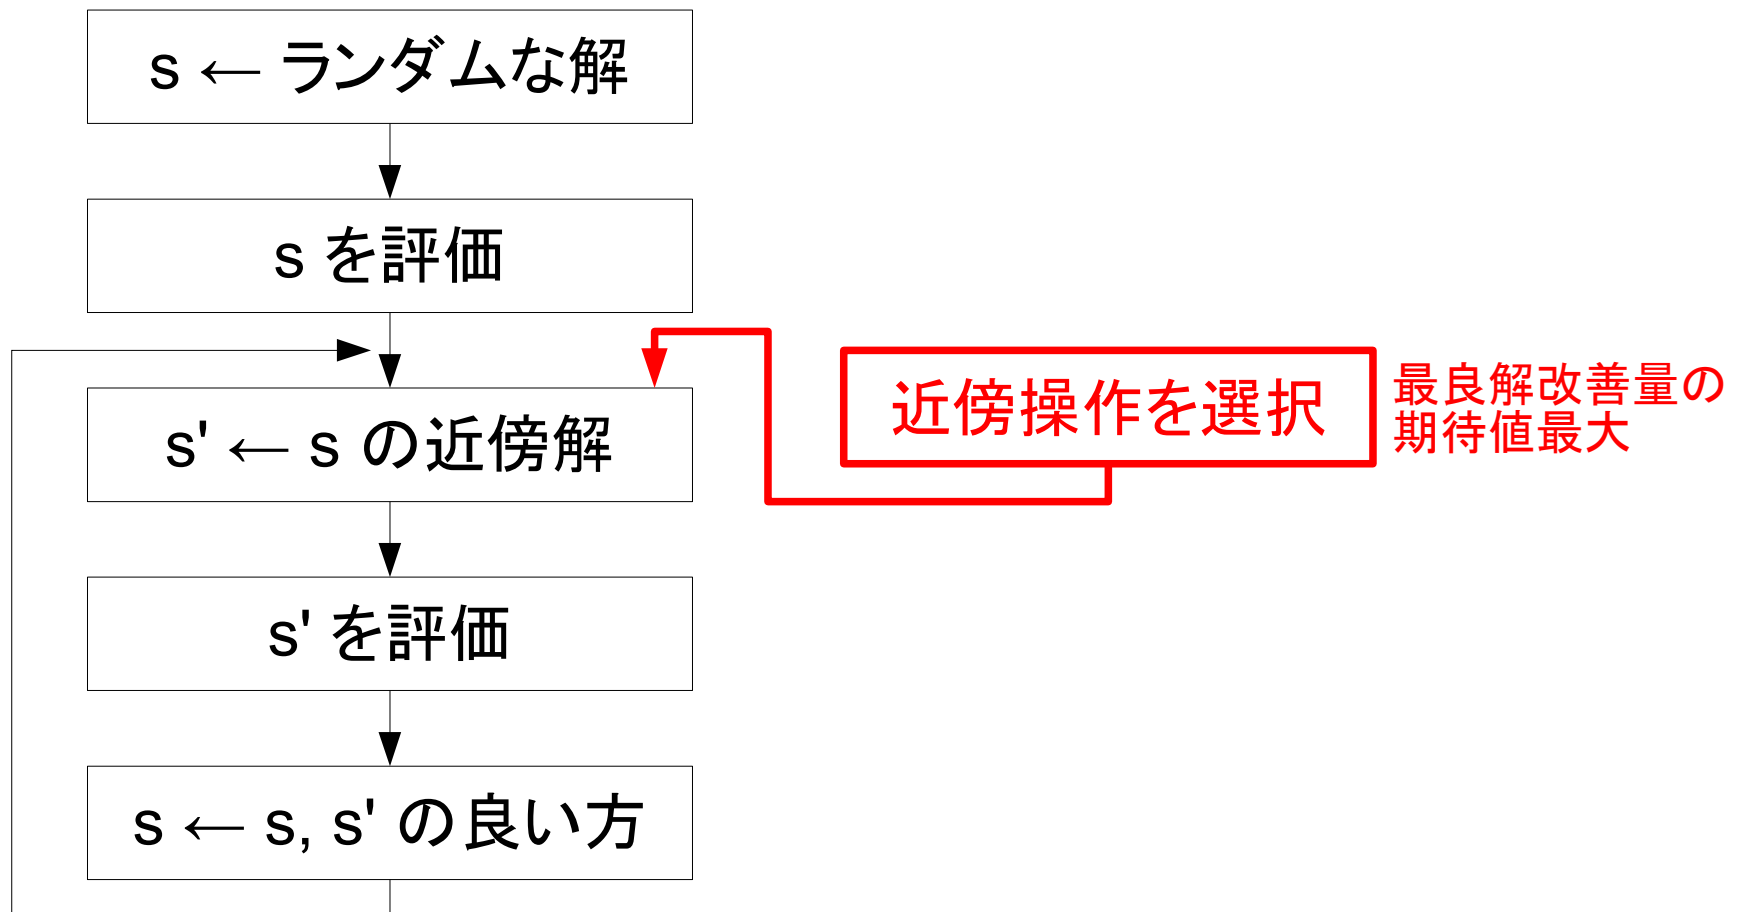 s ← ランダムな解
s を評価
s' ← s の近傍解
近傍操作を選択
最良解改善量の
期待値最大
s' を評価
s ← s, s' の良い方